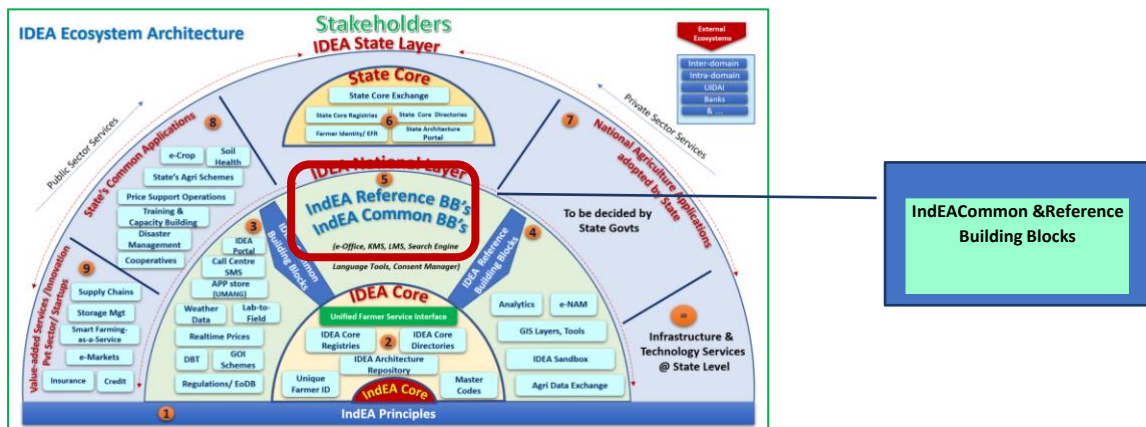 IDEA Ecosystem Architecture
Stakeholders
IDEA State Layer
State Core
State Core Exchange
State Core Registries
State Core Directories
6
Farmer Identity/ EFR
State Architecture
Portal
External
Ecosystems
Inter-domain
Intra-domain
UIDAI
Banks
& ...
Public Sector Services
Private Sector Services
8
State's Common Applications
e-Crop
Soil
Health
State's Agri Schemes
Price Support Operations
Training &
Capacity Building
Disaster
Management
Cooperatives
7
National Agriculture Applications
adopted by State
To be decided by
State Govts
IDEA National Layer
5
IndEA Reference BB's
IndEA Common BB's
(e-Office, KMS, LMS, Search Engine
Language Tools, Consent Manager)
3
IDEA Common
Building Blocks
IDEA
Portal
Call Centre
SMS
APP store
(UMANG)
Weather
Data
Lab-to-
Field
Realtime Prices
DBT
GOI
Schemes
Regulations/ EoDB
4
IDEA Reference
Building Blocks
Analytics
e-NAM
GIS Layers, Tools
IDEA Sandbox
Agri Data Exchange
9
Value-added Services /Innovation
Pvt Sector/ Startups
Supply Chains
Storage Mgt
Smart Farming-
as-a-Service
e-Markets
Insurance
Credit
10
Infrastructure &
Technology Services
@ State Level
IDEA Core
Unified Farmer Service Interface
IDEA Core
Registries
2
IDEA Core
Directories
IDEA Architecture
Repository
Unique
Farmer ID
Master
Codes
IndEA Core
1
IndEA Principles
IndEACommon &Reference
Building Blocks